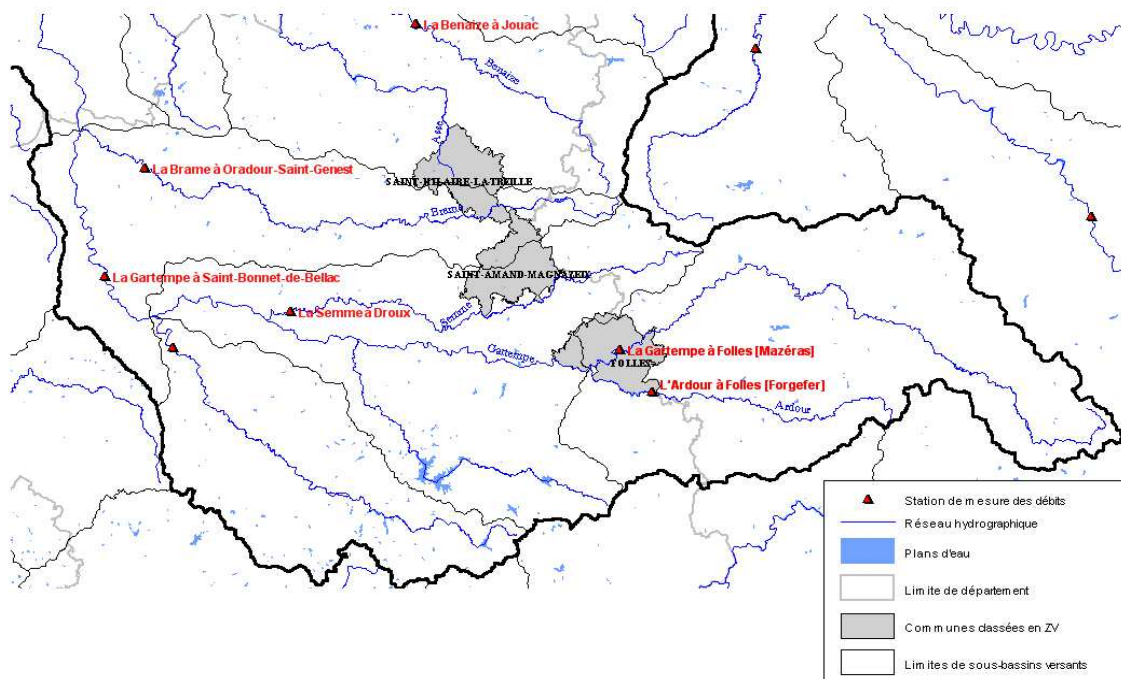 La Benaize à Jouac
Benaize
Asse
La Brame à Oradour-Saint-Genest
SAINT-HILAIRE-LA-TREILLE
Brame
La Gartempe à Saint-Bonnet-de-Bellac
SAINT-AMAND-MAGNAZEIX
La Semme à Droux
Semme
Gartempe
La Gartempe à Folles [Mazéras]
FOLLES
L'Ardour à Folles [Forgefer]
Ardour
Station de mesure des débits
Réseau hydrographique
Plans d'eau
Limite de département
Communes classées en ZV
Limites de sous-bassins versants